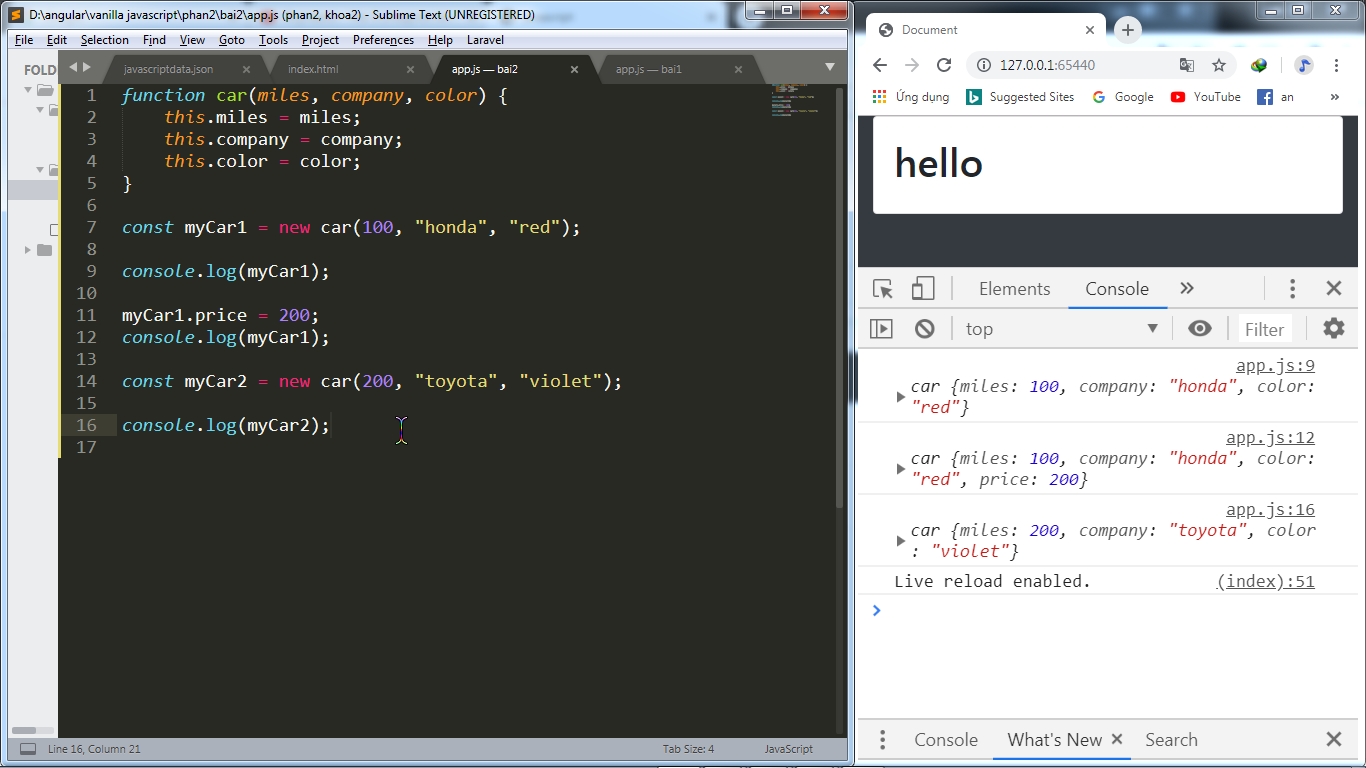 D:\angular\vanilla javascript\phan2\bai2\app.js (phan2, khoa2) - Sublime Text (UNREGISTERED)
File Edit Selection Find View Goto Tools Project Preferences Help Laravel
FOLD
javascriptdata.json index.html app.js — bai2 app.js — bai1
1 function car(miles, company, color) {
2 this.miles = miles;
3 this.company = company;
4 this.color = color;
5 }
6
7 const myCar1 = new car(100, "honda", "red");
8
9 console.log(myCar1);
10
11 myCar1.price = 200;
12 console.log(myCar1);
13
14 const myCar2 = new car(200, "toyota", "violet");
15
16 console.log(myCar2);
17
Line 16, Column 21 Tab Size: 4 JavaScript
Document
127.0.0.1:65440
Ứng dụng Suggested Sites Google YouTube an »
hello
Elements Console »
top Filter
app.js:9
car {miles: 100, company: "honda", color:
"red"}
app.js:12
car {miles: 100, company: "honda", color:
"red", price: 200}
app.js:16
car {miles: 200, company: "toyota", color
: "violet"}
Live reload enabled. (index):51
Console What's New Search